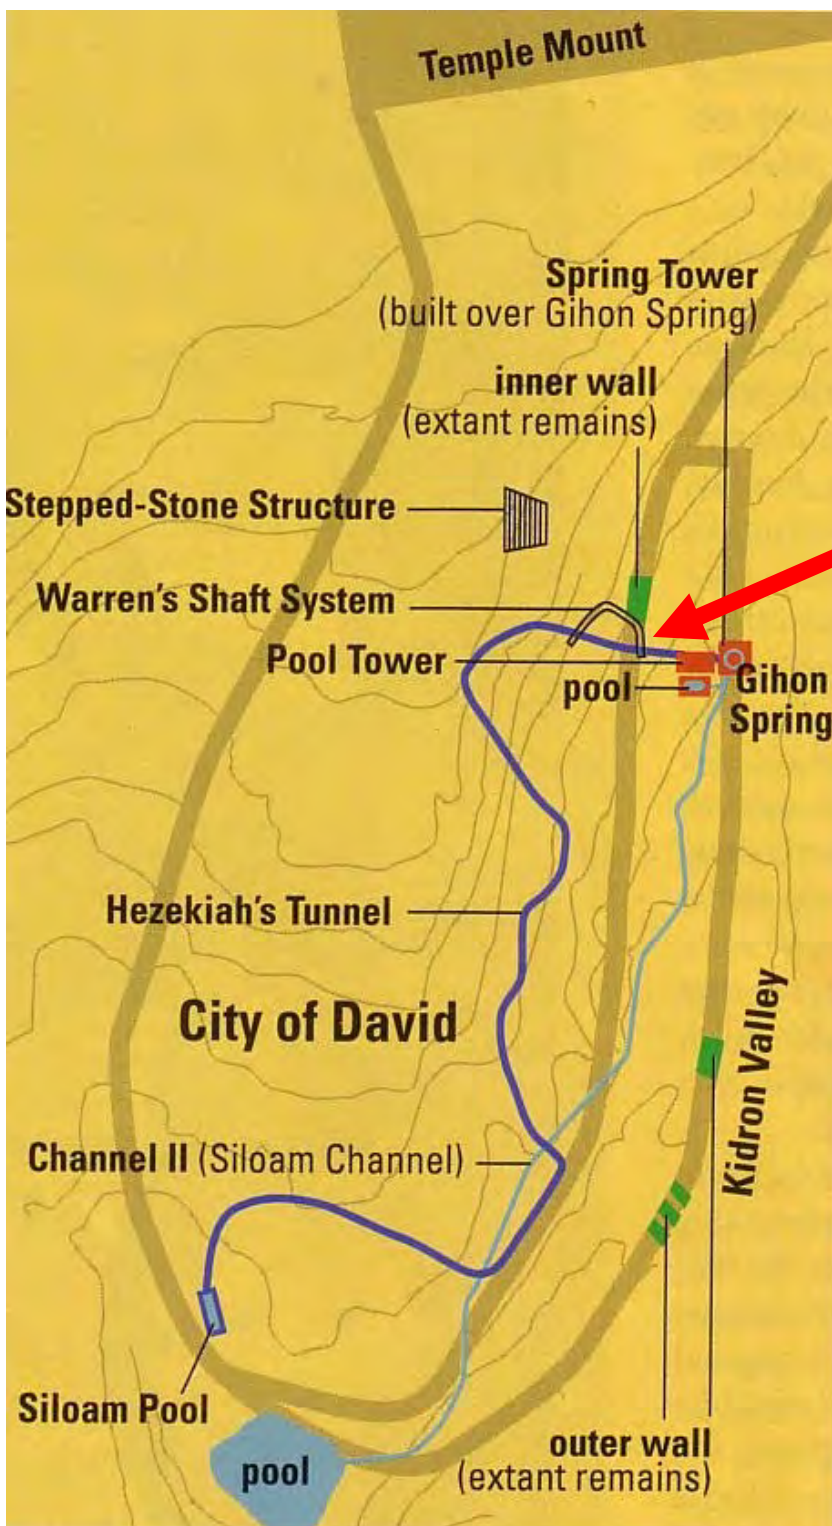 Temple Mount
Spring Tower
(built over Gihon Spring)
inner wall
(extant remains)
Stepped-Stone Structure
Warren's Shaft System
Pool Tower
pool
Gihon
Spring
Hezekiah's Tunnel
City of David
Kidron Valley
Channel II (Siloam Channel)
Siloam Pool
pool
outer wall
(extant remains)